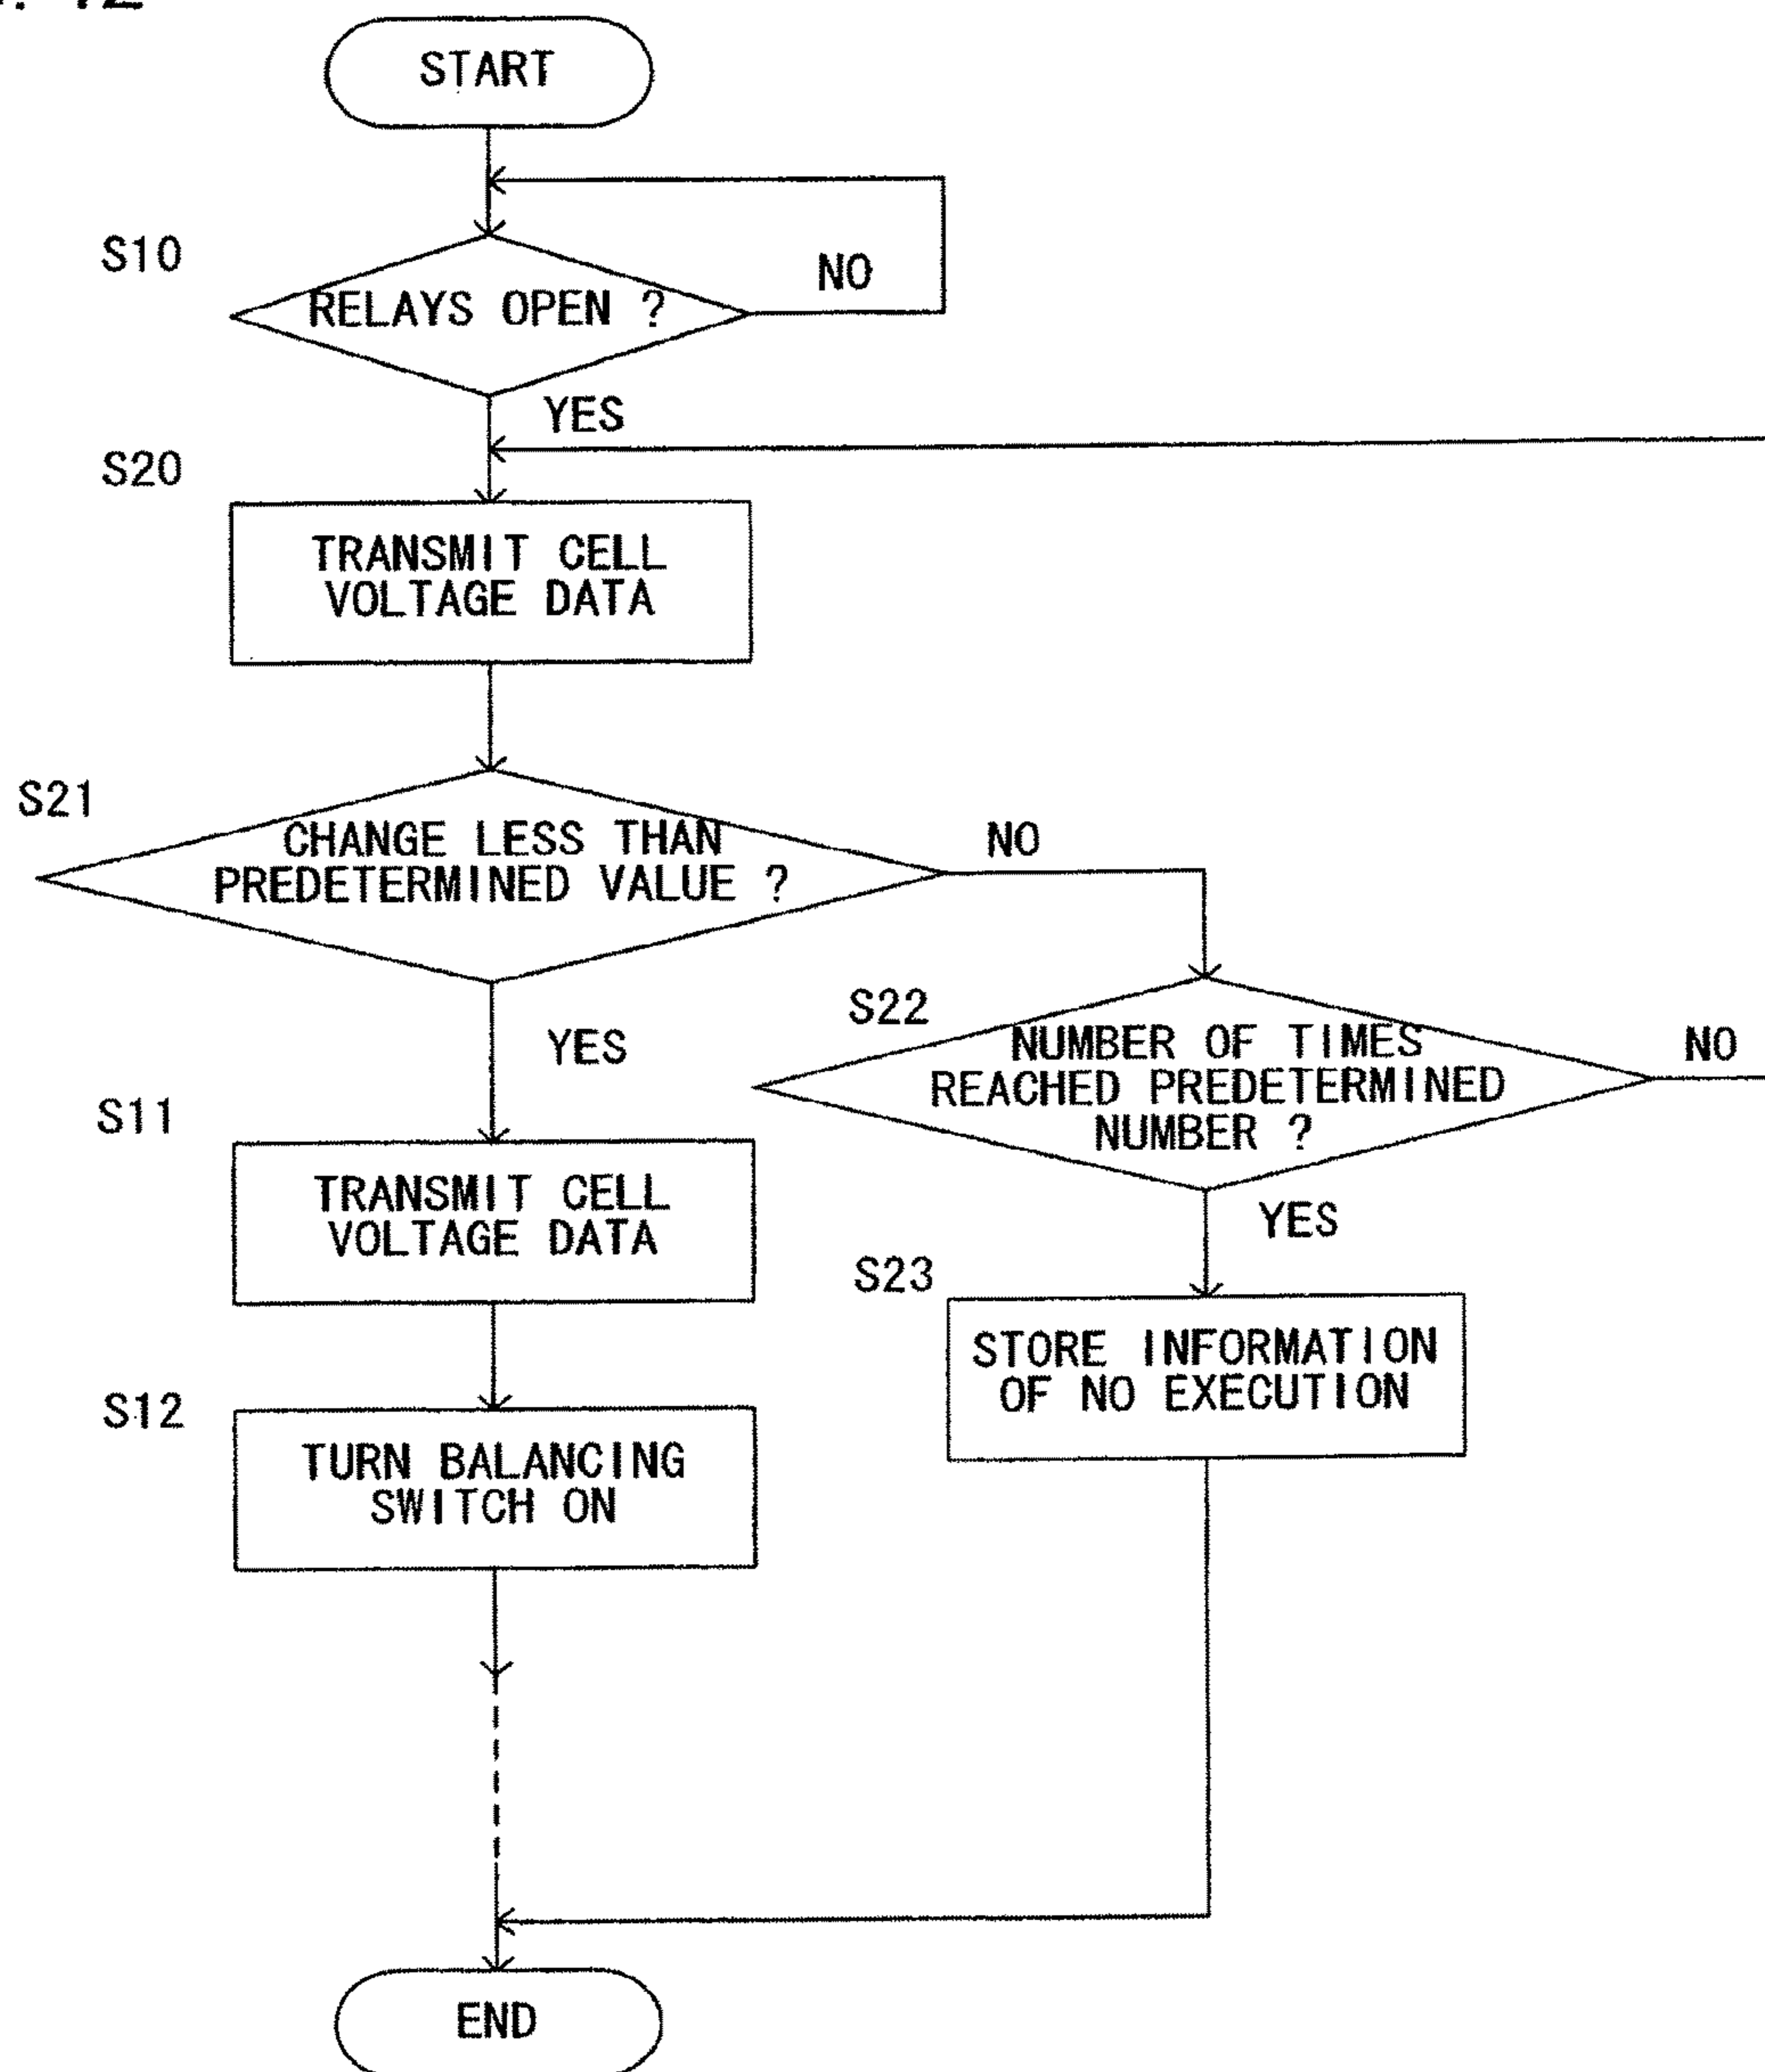 START
S10
RELAYS OPEN ?
NO
YES
S20
TRANSMIT CELL
VOLTAGE DATA
S21
CHANGE LESS THAN
PREDETERMINED VALUE ?
NO
YES
S22
NUMBER OF TIMES
REACHED PREDETERMINED
NUMBER ?
NO
YES
S11
TRANSMIT CELL
VOLTAGE DATA
S23
STORE INFORMATION
OF NO EXECUTION
S12
TURN BALANCING
SWITCH ON
END